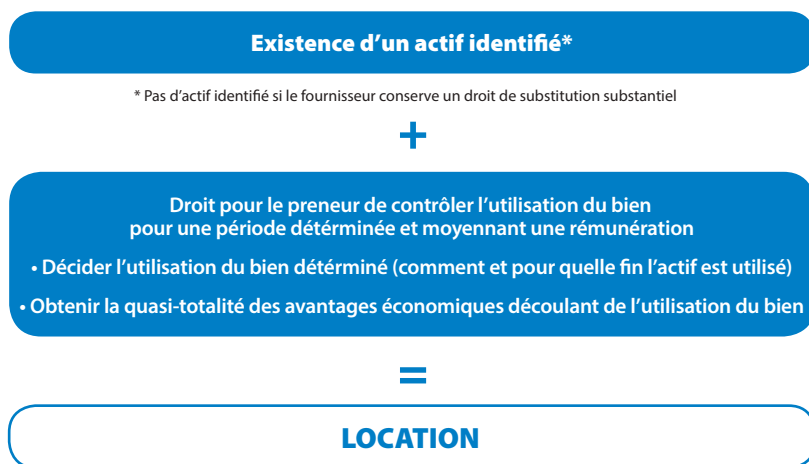 Existence d’un actif identifié*
* Pas d’actif identifié si le fournisseur conserve un droit de substitution substantiel
+
Droit pour le preneur de contrôler l’utilisation du bien
pour une période détérminée et moyennant une rémunération
• Décider l’utilisation du bien détérminé (comment et pour quelle fin l’actif est utilisé)
• Obtenir la quasi-totalité des avantages économiques découlant de l’utilisation du bien
=
LOCATION